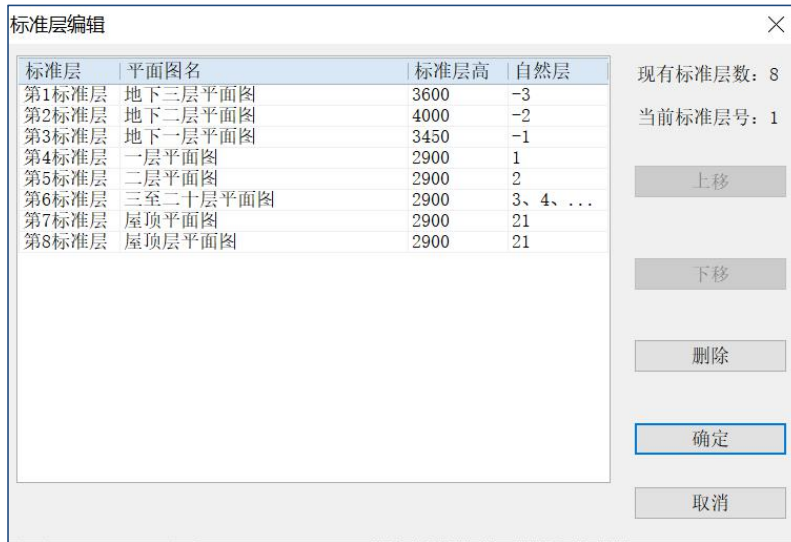 标准层编辑
标准层 平面图名 标准层高 自然层
第1标准层 地下三层平面图 3600 -3
第2标准层 地下二层平面图 4000 -2
第3标准层 地下一层平面图 3450 -1
第4标准层 一层平面图 2900 1
第5标准层 二层平面图 2900 2
第6标准层 三至二十层平面图 2900 3、4、...
第7标准层 屋顶平面图 2900 21
第8标准层 屋顶层平面图 2900 21
现有标准层数: 8
当前标准层号: 1
上移
下移
删除
确定
取消